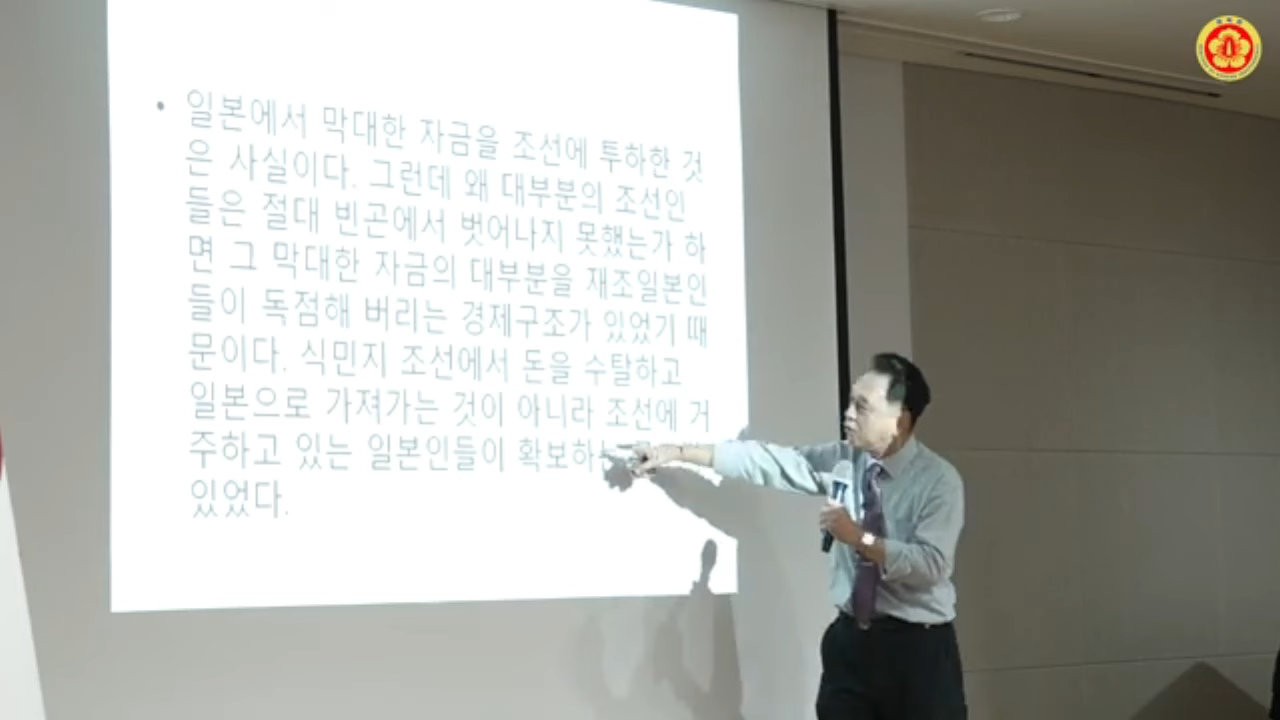 • 일본에서 막대한 자금을 조선에 투하한 것
은 사실이다. 그런데 왜 대부분의 조선인
들은 절대 빈곤에서 벗어나지 못했는가 하
면 그 막대한 자금의 대부분을 재조일본인
들이 독점해 버리는 경제구조가 있었기 때
문이다. 식민지 조선에서 돈을 수탈하고
일본으로 가져가는 것이 아니라 조선에 거
주하고 있는 일본인들이
있었다.